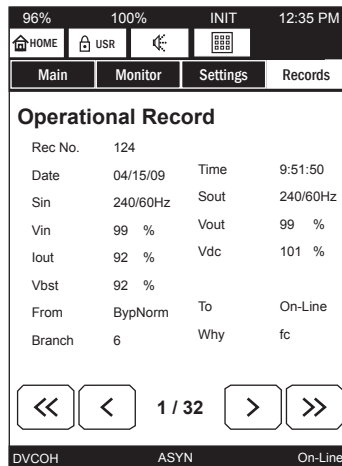 96% 100% INIT 12:35 PM
HOME USR
Main Monitor Settings Records
Operational Record
Rec No. 124
Date 04/15/09 Time 9:51:50
Sin 240/60Hz Sout 240/60Hz
Vin 99 % Vout 99 %
Iout 92 % Vdc 101 %
Vbst 92 %
From BypNorm To On-Line
Branch 6 Why fc
1 / 32
DVCOH ASYN On-Line